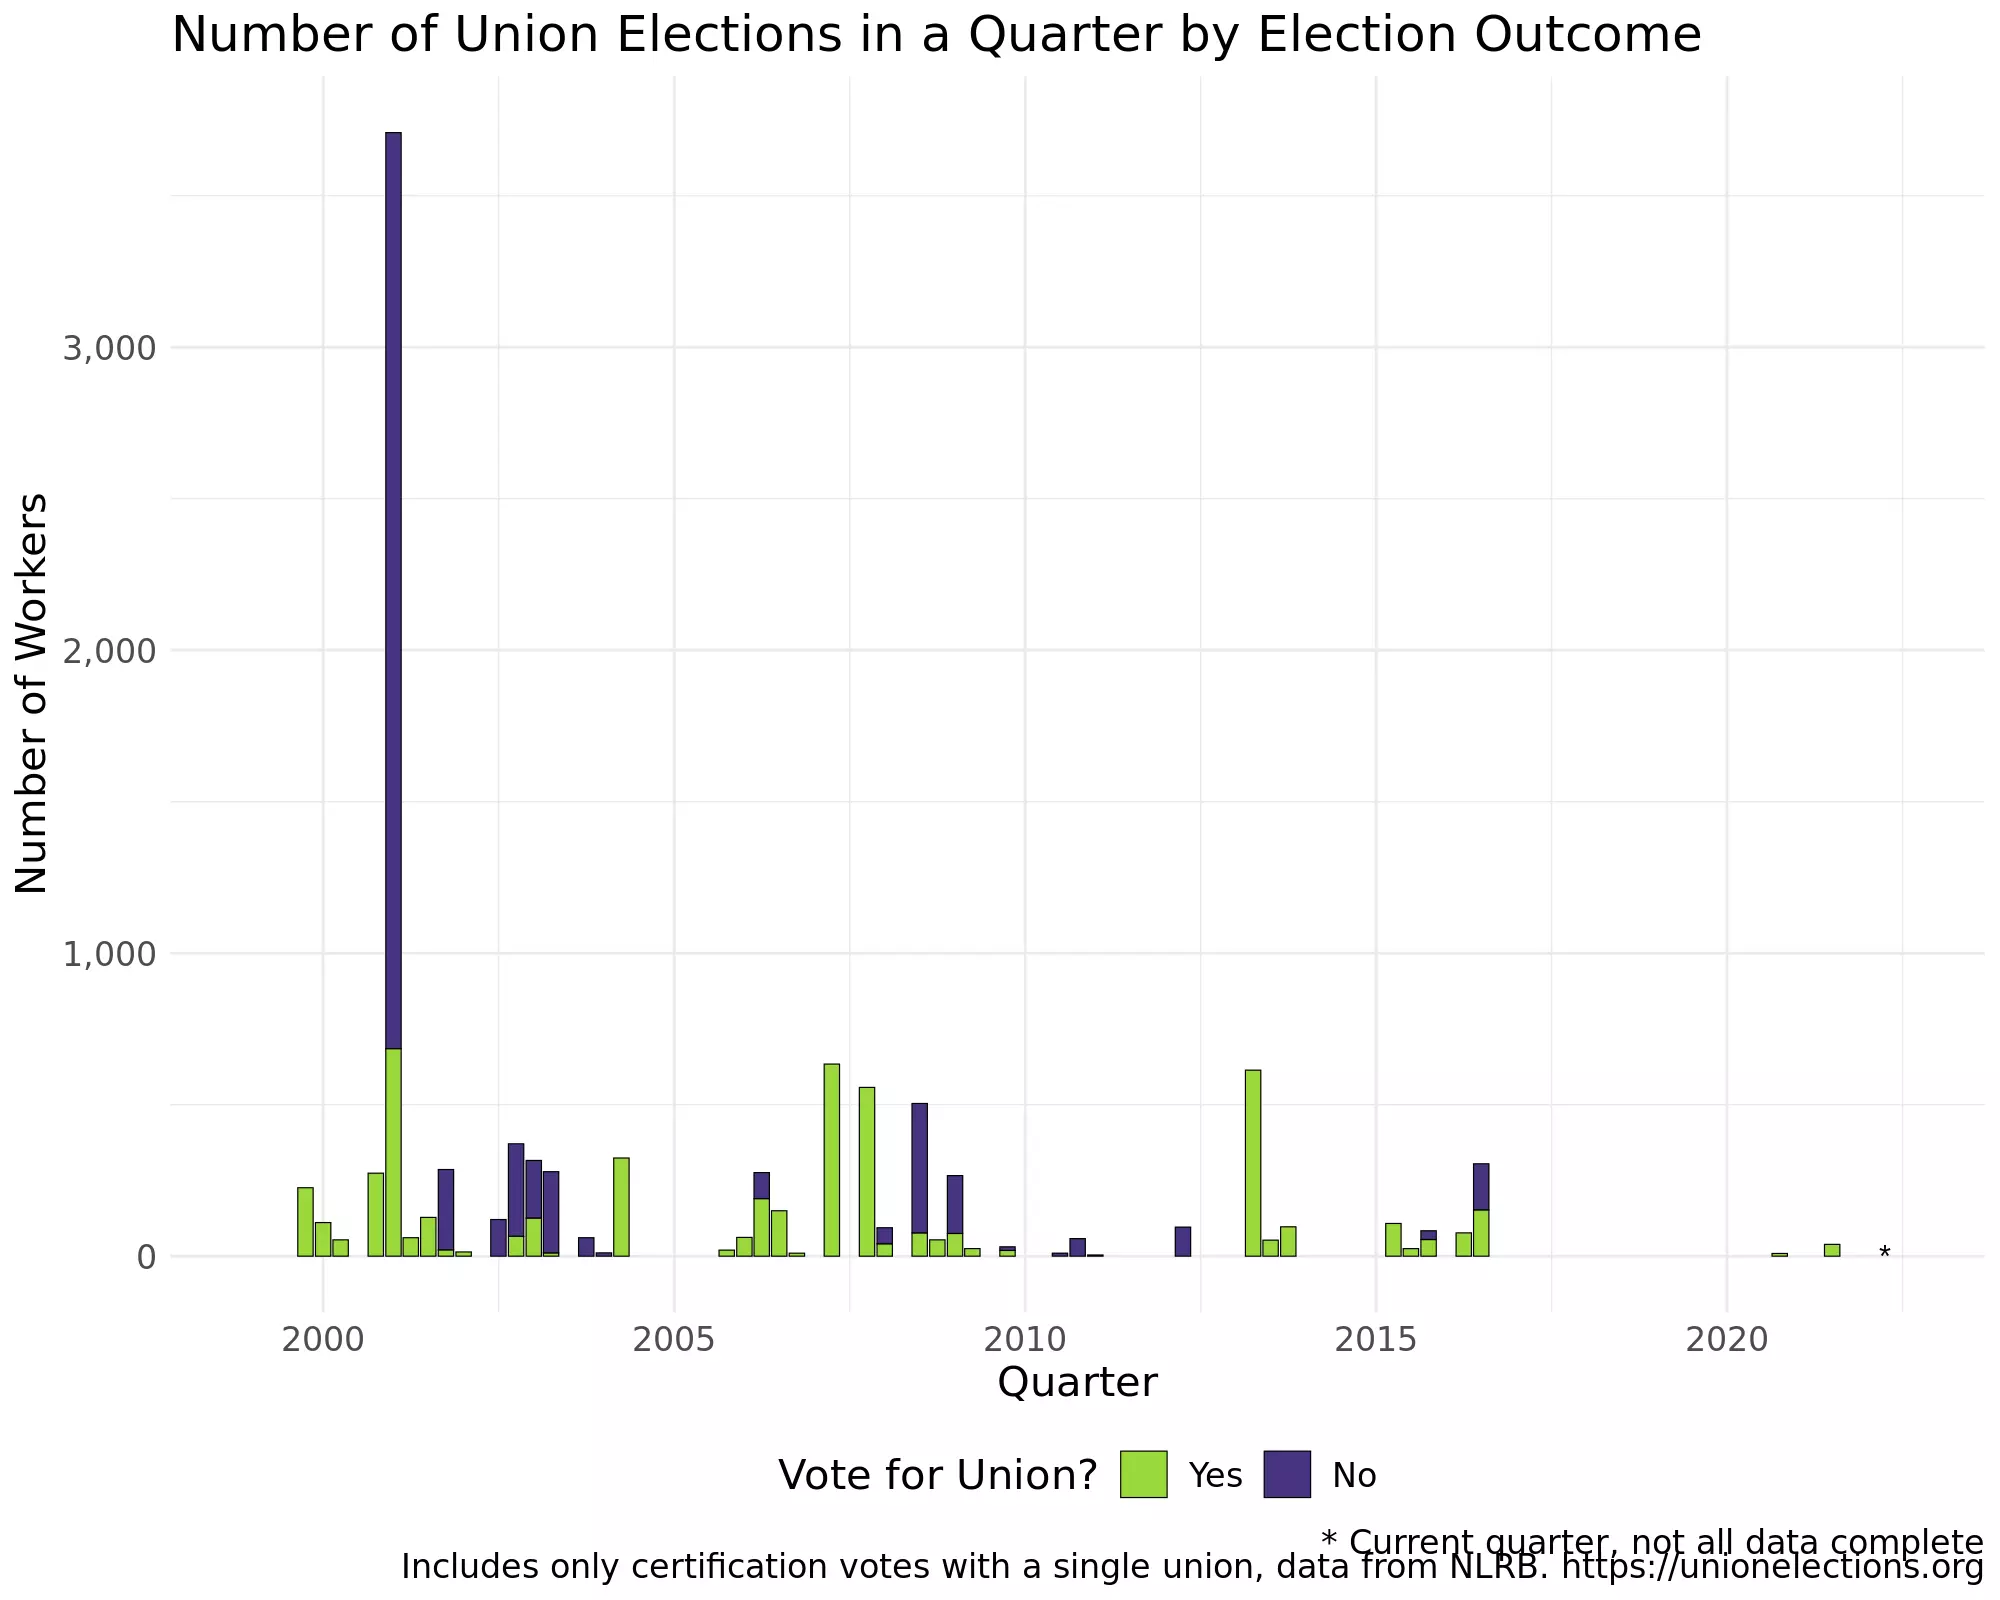 Number of Union Elections in a Quarter by Election Outcome
Number of Workers
3,000
2,000
1,000
0
*
2000 2005 2010 2015 2020
Quarter
Vote for Union? Yes No
* Current quarter, not all data complete
Includes only certification votes with a single union, data from NLRB. https://unionelections.org